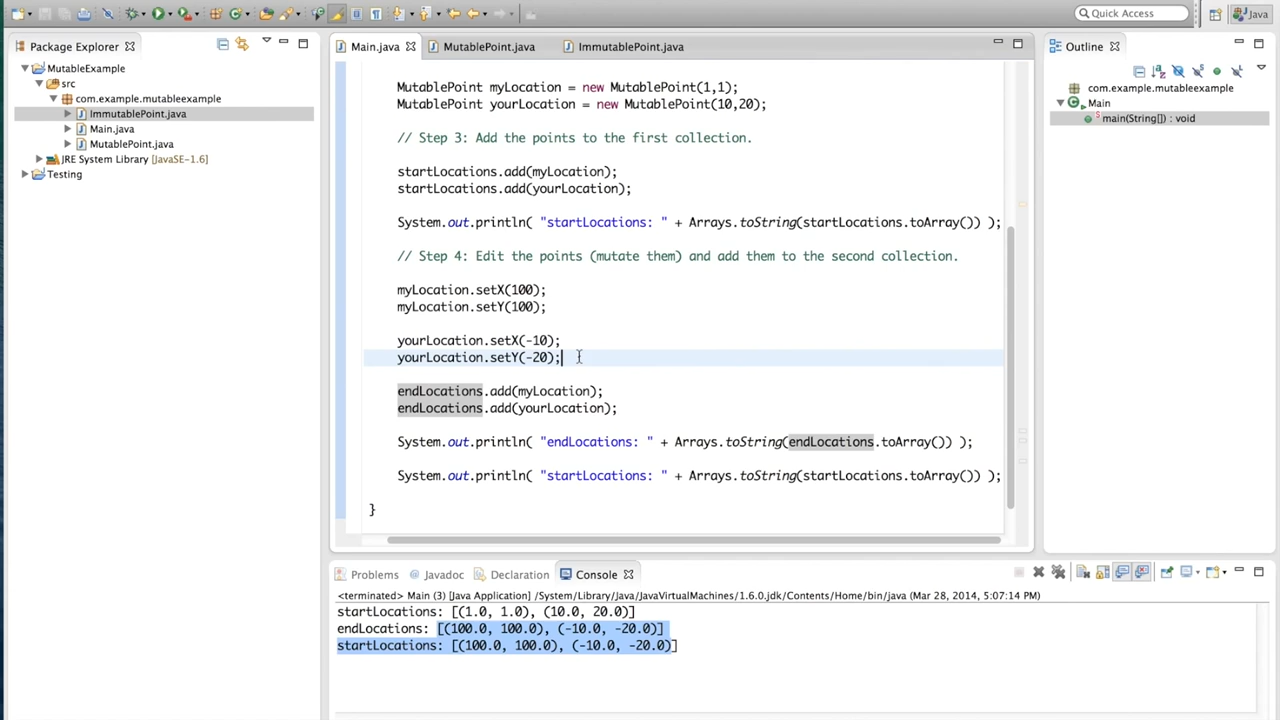 Quick Access
Java
Package Explorer
MutableExample
src
com.example.mutableexample
ImmutablePoint.java
Main.java
MutablePoint.java
JRE System Library [JavaSE-1.6]
Testing
Main.java
MutablePoint.java
ImmutablePoint.java
MutablePoint myLocation = new MutablePoint(1,1);
MutablePoint yourLocation = new MutablePoint(10,20);
// Step 3: Add the points to the first collection.
startLocations.add(myLocation);
startLocations.add(yourLocation);
System.out.println( "startLocations: " + Arrays.toString(startLocations.toArray()) );
// Step 4: Edit the points (mutate them) and add them to the second collection.
myLocation.setX(100);
myLocation.setY(100);
yourLocation.setX(-10);
yourLocation.setY(-20);
endLocations.add(myLocation);
endLocations.add(yourLocation);
System.out.println( "endLocations: " + Arrays.toString(endLocations.toArray()) );
System.out.println( "startLocations: " + Arrays.toString(startLocations.toArray()) );
}
Outline
com.example.mutableexample
Main
main(String[]) : void
Problems
@ Javadoc
Declaration
Console
<terminated> Main (3) [Java Application] /System/Library/Java/JavaVirtualMachines/1.6.0.jdk/Contents/Home/bin/java (Mar 28, 2014, 5:07:14 PM)
startLocations: [(1.0, 1.0), (10.0, 20.0)]
endLocations: [(100.0, 100.0), (-10.0, -20.0)]
startLocations: [(100.0, 100.0), (-10.0, -20.0)]